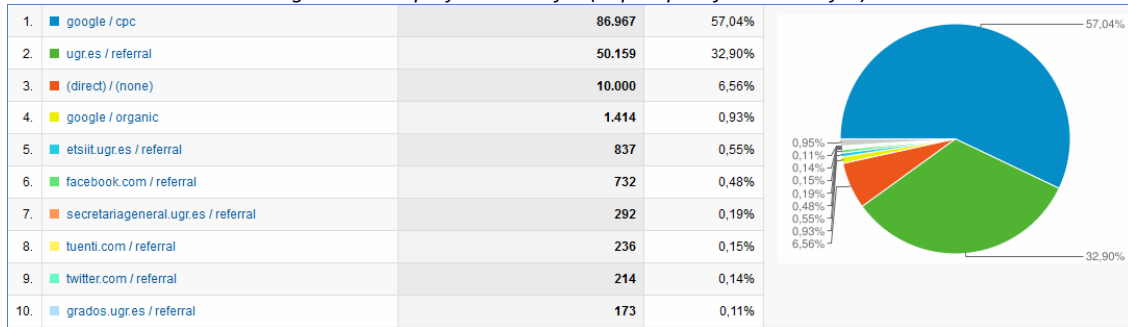 1. google / cpc 86.967 57,04%
2. ugr.es / referral 50.159 32,90%
3. (direct) / (none) 10.000 6,56%
4. google / organic 1.414 0,93%
5. etsiit.ugr.es / referral 837 0,55%
6. facebook.com / referral 732 0,48%
7. secretariageneral.ugr.es / referral 292 0,19%
8. tuenti.com / referral 236 0,15%
9. twitter.com / referral 214 0,14%
10. grados.ugr.es / referral 173 0,11%
57,04%
0,95%
0,11%
0,14%
0,15%
0,19%
0,48%
0,55%
0,93%
6,56%
32,90%